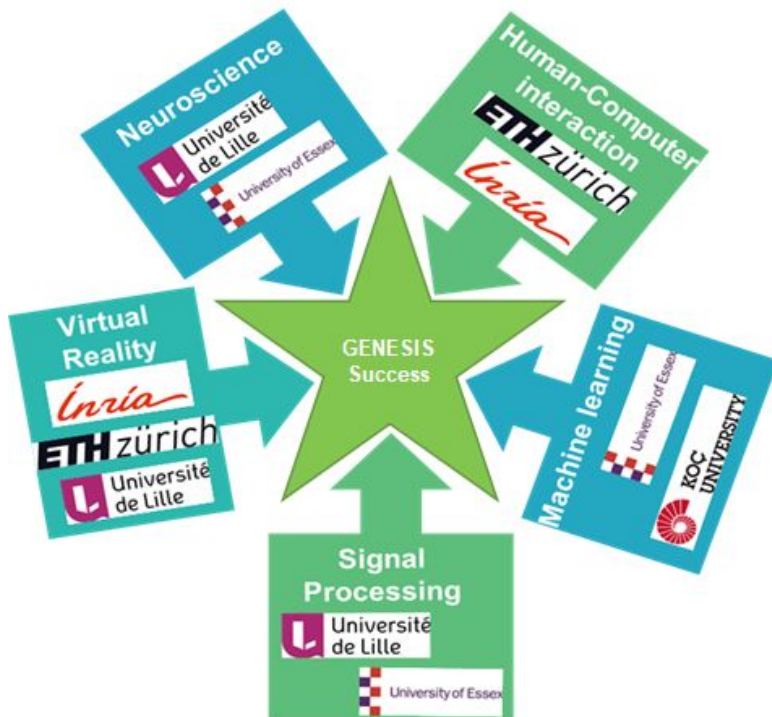 Neuroscience
Université
de Lille
University of Essex
Human-Computer
interaction
ETH zürich
Inria
Virtual
Reality
Inria
ETH zürich
Université
de Lille
GENESIS
Success
Machine learning
University of Essex
KOÇ
UNIVERSITY
Signal
Processing
Université
de Lille
University of Essex